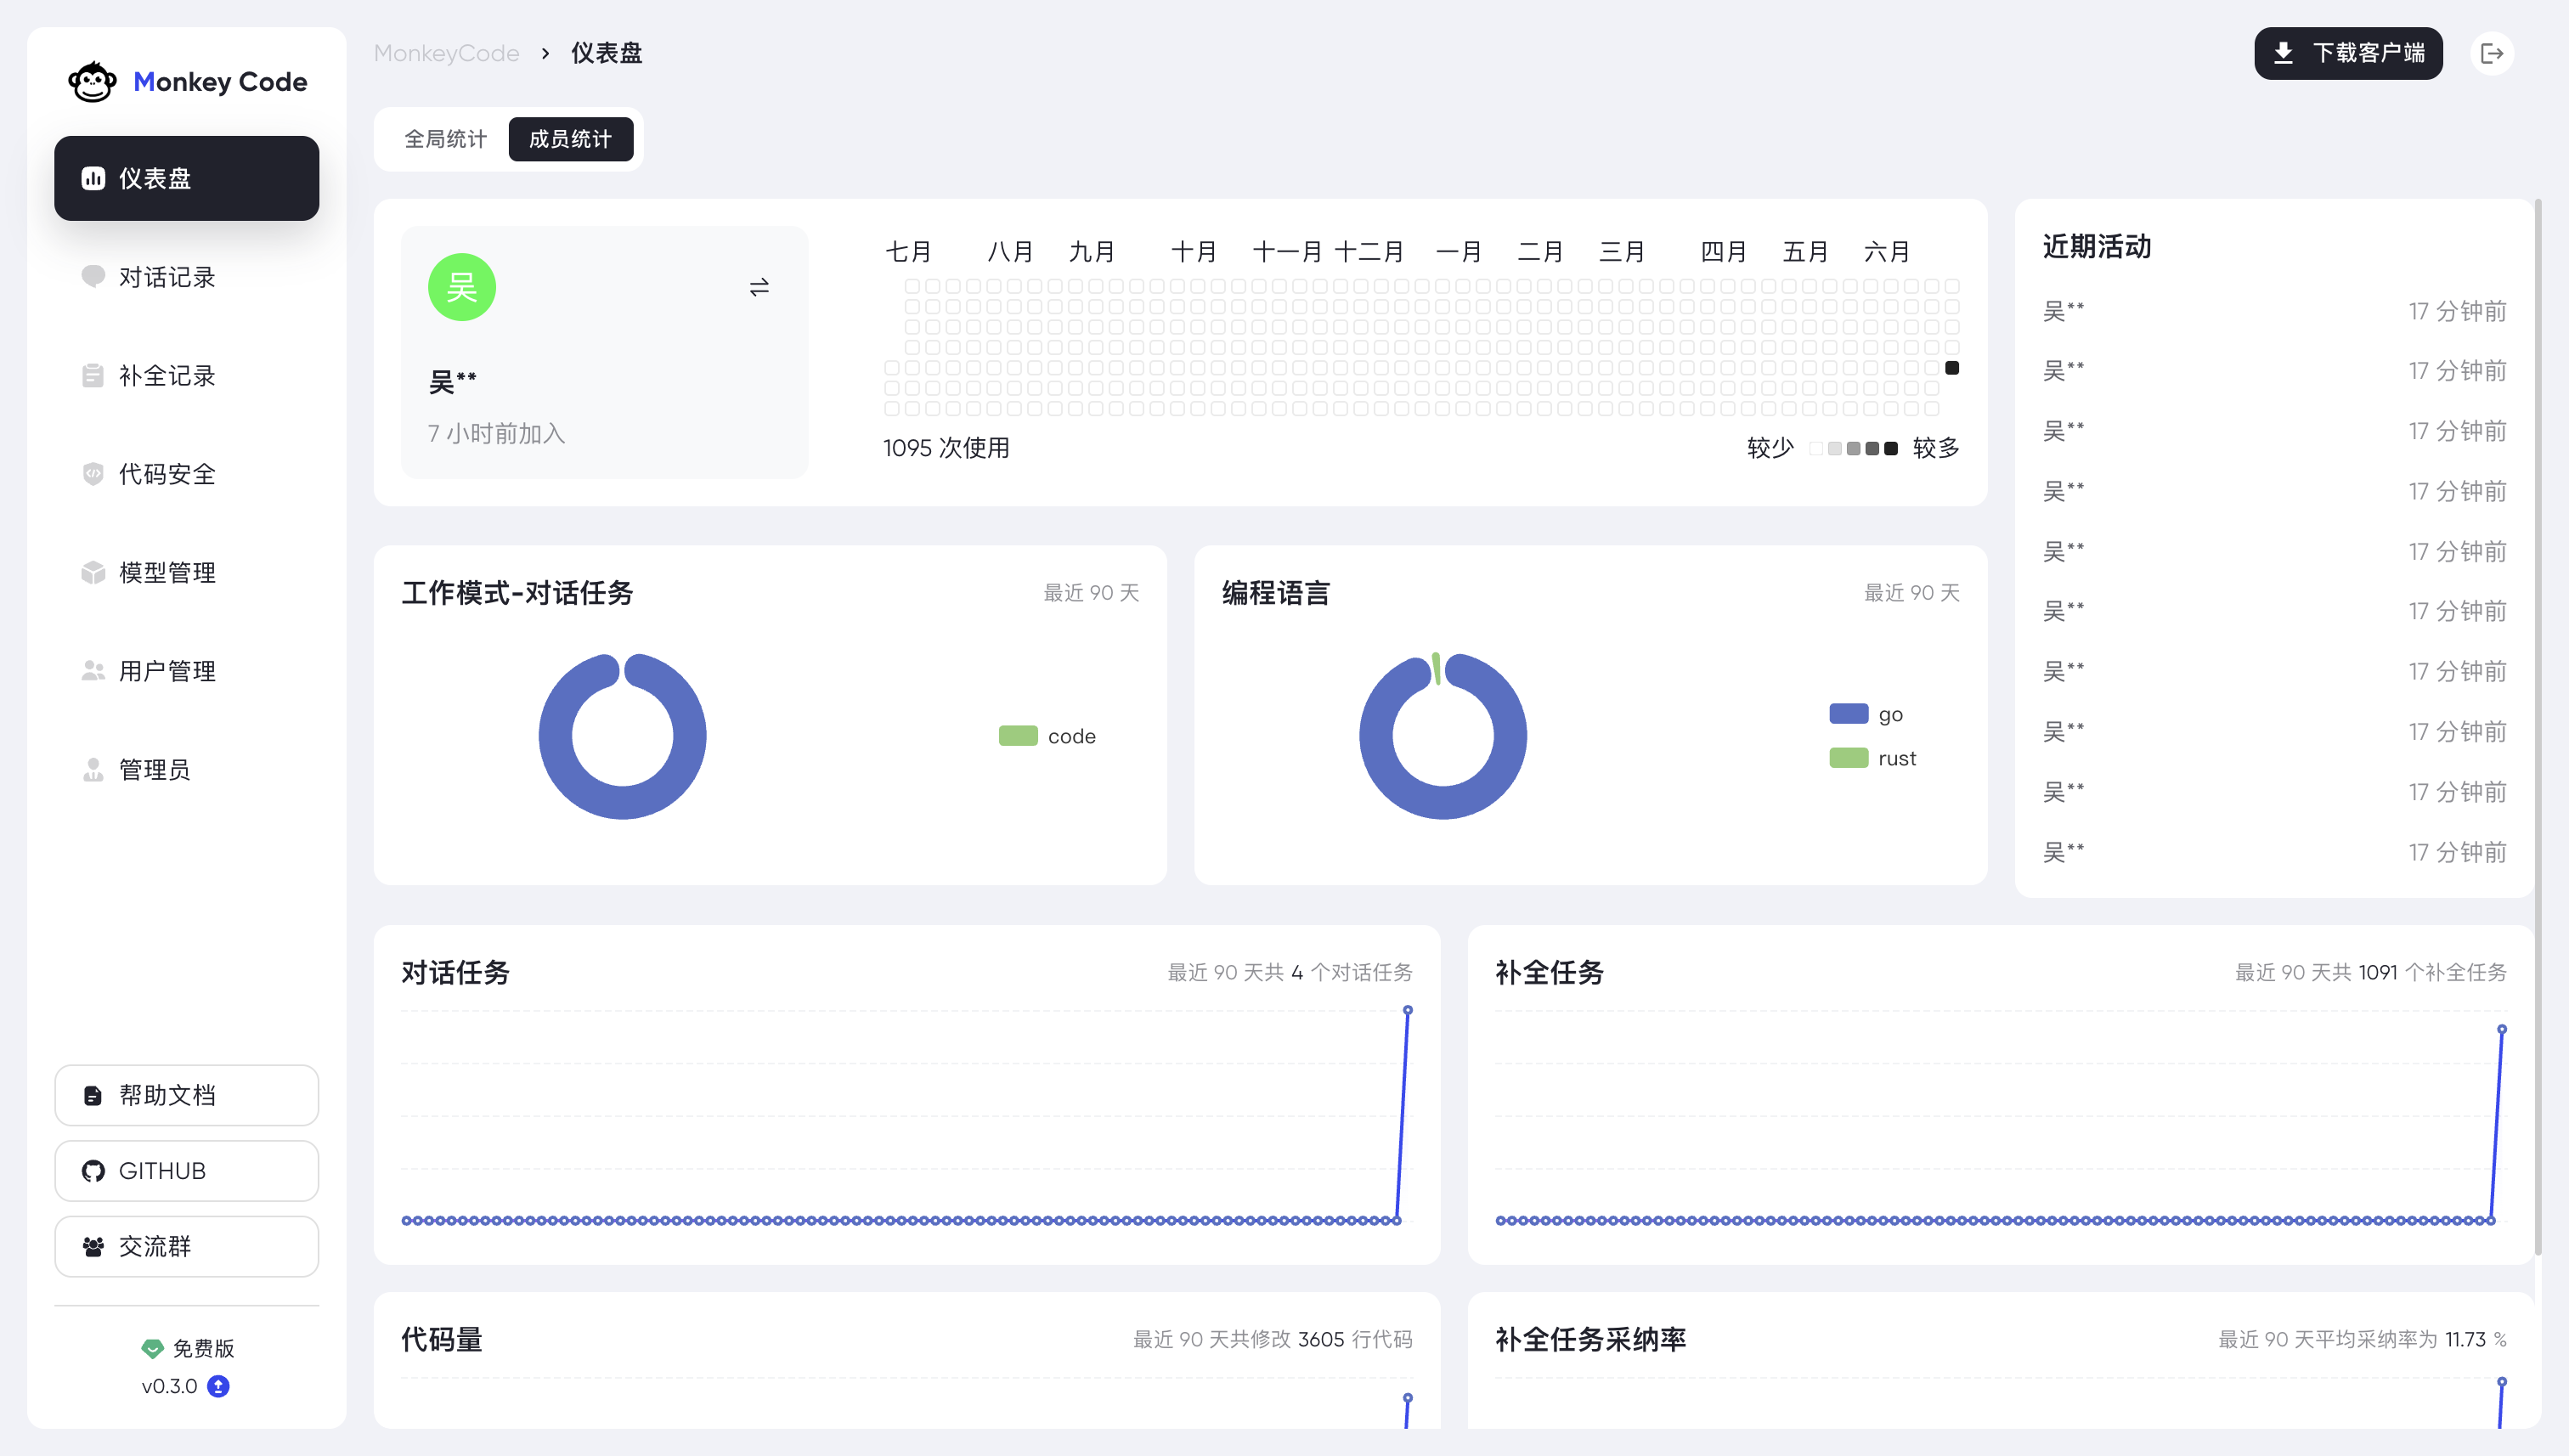 Monkey Code
仪表盘
对话记录
补全记录
代码安全
模型管理
用户管理
管理员
帮助文档
GITHUB
交流群
免费版
v0.3.0
MonkeyCode › 仪表盘
下载客户端
全局统计 成员统计
吴
吴**
7 小时前加入
七月 八月 九月 十月 十一月 十二月 一月 二月 三月 四月 五月 六月
1095 次使用
较少 较多
近期活动
吴** 17 分钟前
吴** 17 分钟前
吴** 17 分钟前
吴** 17 分钟前
吴** 17 分钟前
吴** 17 分钟前
吴** 17 分钟前
吴** 17 分钟前
吴** 17 分钟前
吴** 17 分钟前
工作模式-对话任务 最近 90 天
code
编程语言 最近 90 天
go
rust
对话任务 最近 90 天共 4 个对话任务
补全任务 最近 90 天共 1091 个补全任务
代码量 最近 90 天共修改 3605 行代码
补全任务采纳率 最近 90 天平均采纳率为 11.73 %